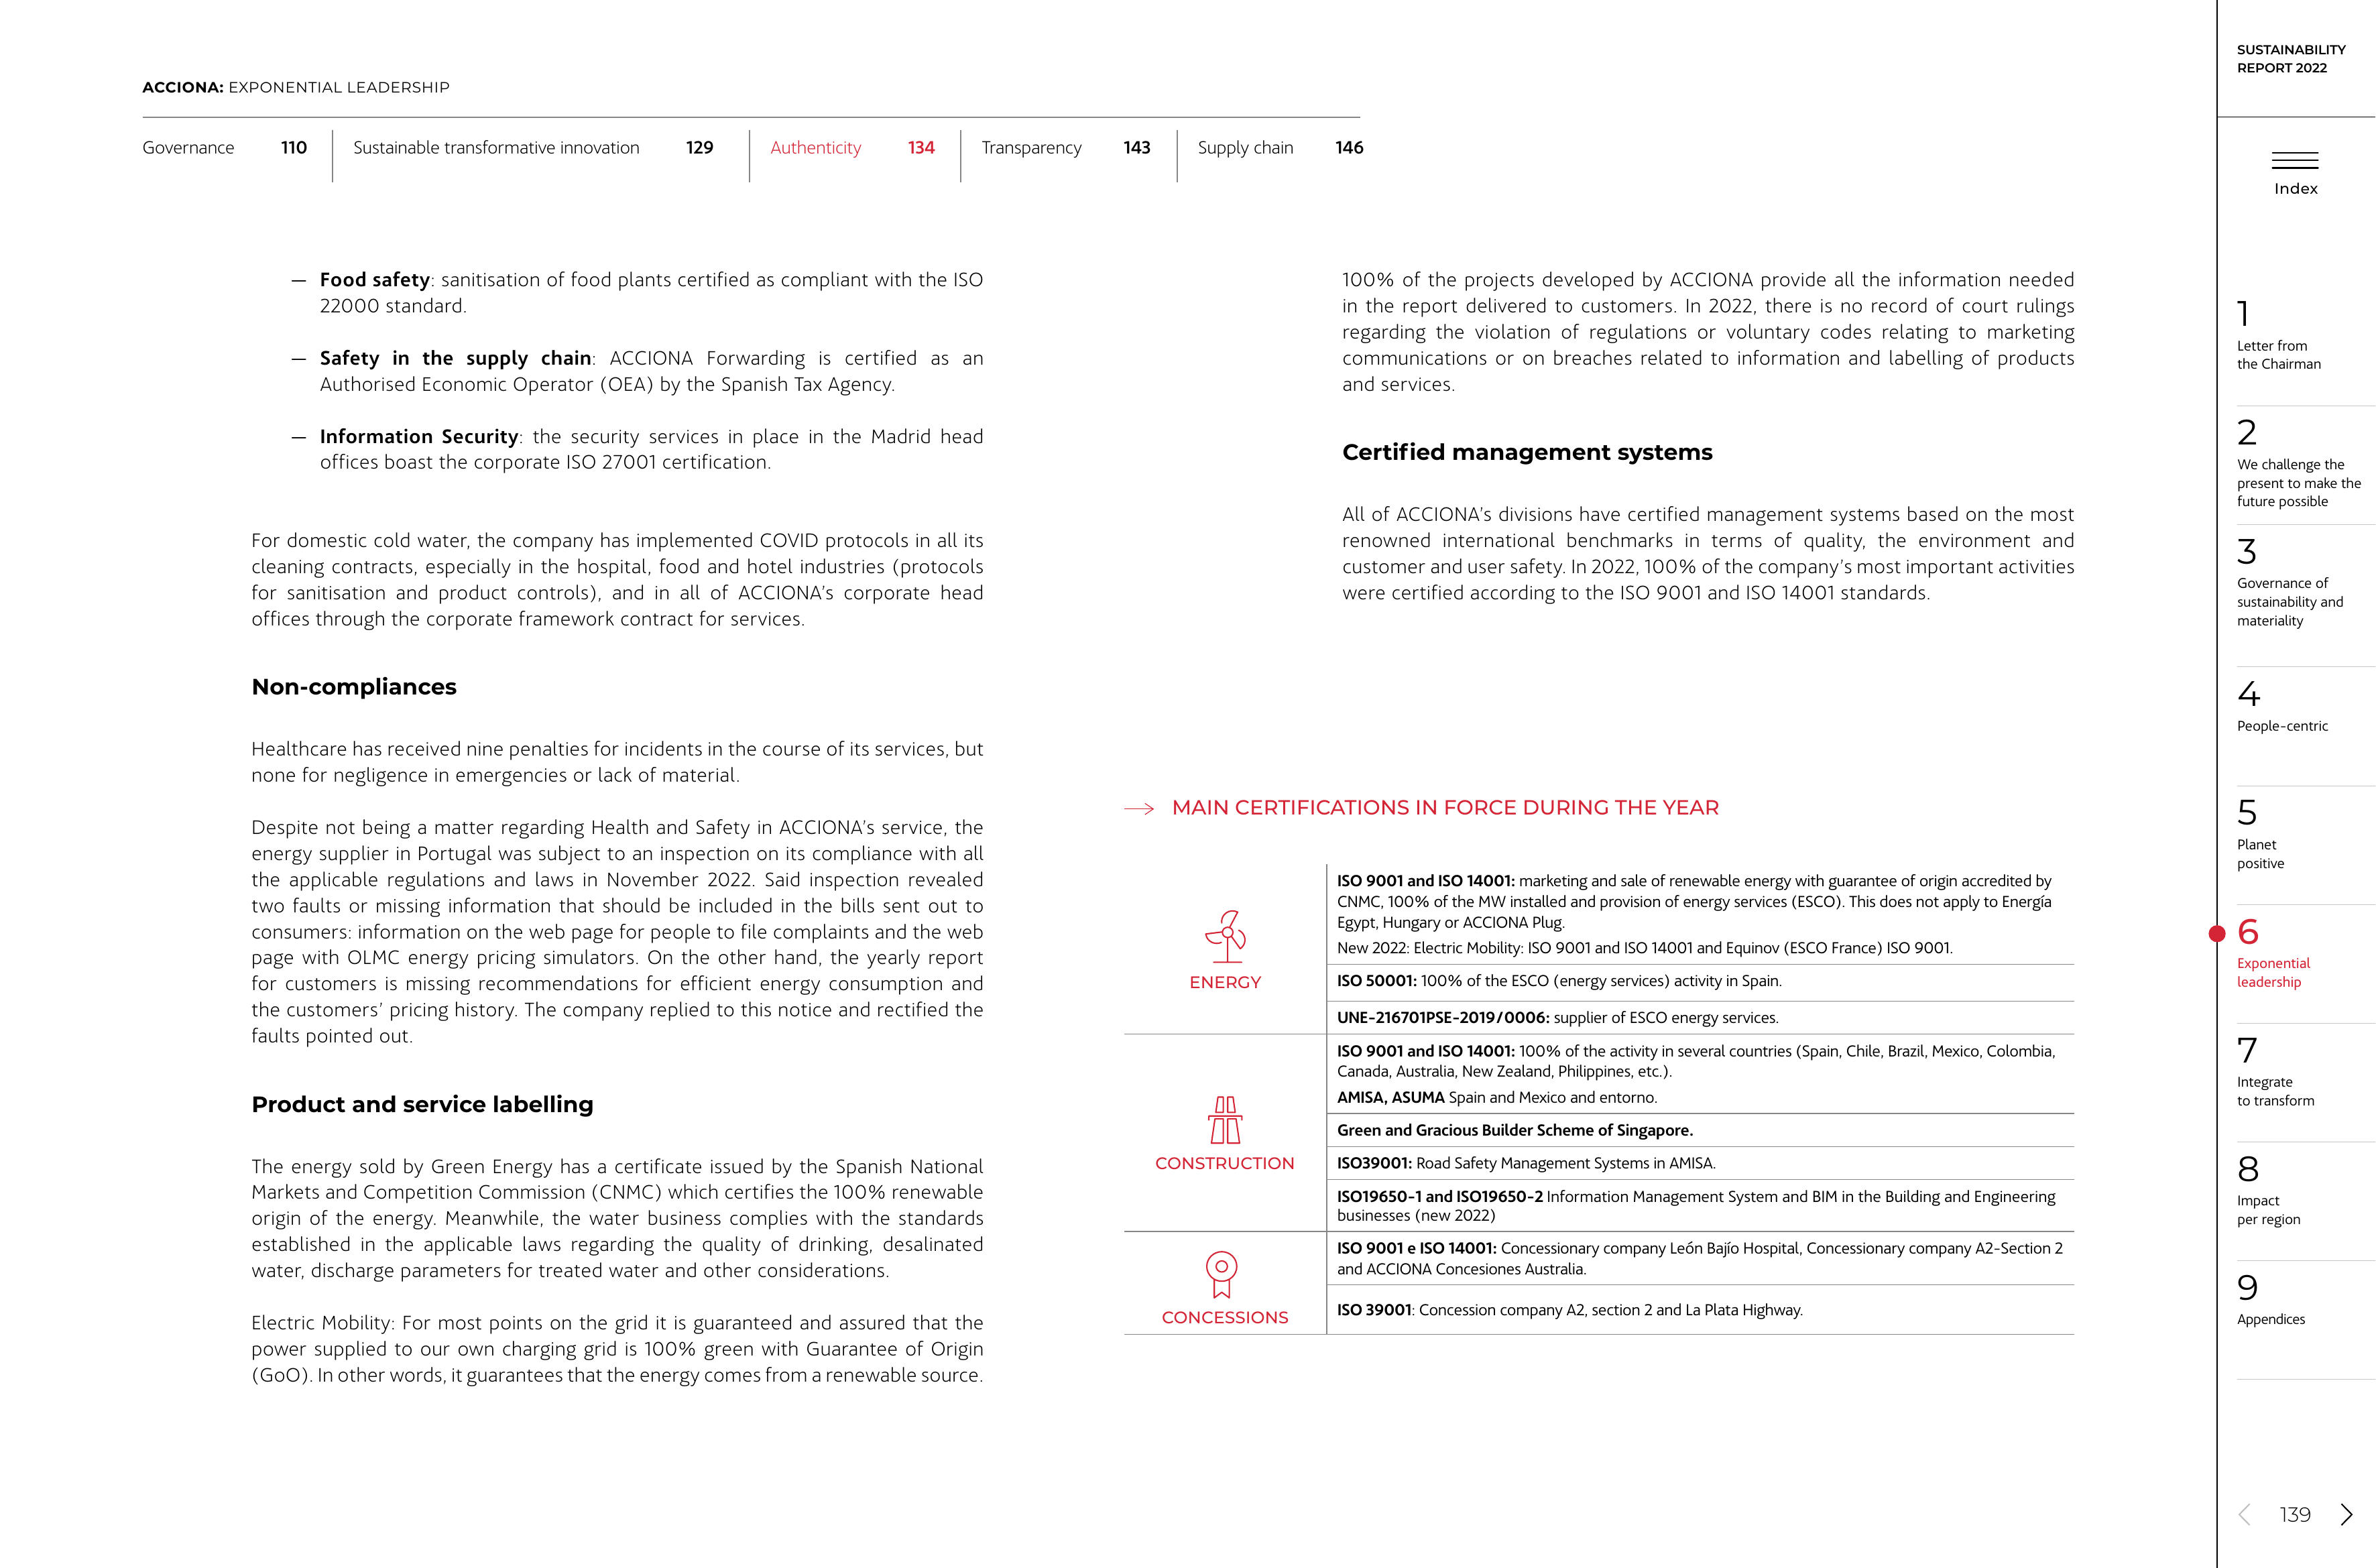 ACCIONA: EXPONENTIAL LEADERSHIP
Governance 110
Sustainable transformative innovation 129
Authenticity 134
Transparency 143
Supply chain 146
— Food safety: sanitisation of food plants certified as compliant with the ISO
22000 standard.
— Safety in the supply chain: ACCIONA Forwarding is certified as an
Authorised Economic Operator (OEA) by the Spanish Tax Agency.
— Information Security: the security services in place in the Madrid head
offices boast the corporate ISO 27001 certification.
For domestic cold water, the company has implemented COVID protocols in all its
cleaning contracts, especially in the hospital, food and hotel industries (protocols
for sanitisation and product controls), and in all of ACCIONA's corporate head
offices through the corporate framework contract for services.
Non-compliances
Healthcare has received nine penalties for incidents in the course of its services, but
none for negligence in emergencies or lack of material.
Despite not being a matter regarding Health and Safety in ACCIONA's service, the
energy supplier in Portugal was subject to an inspection on its compliance with all
the applicable regulations and laws in November 2022. Said inspection revealed
two faults or missing information that should be included in the bills sent out to
consumers: information on the web page for people to file complaints and the web
page with OLMC energy pricing simulators. On the other hand, the yearly report
for customers is missing recommendations for efficient energy consumption and
the customers' pricing history. The company replied to this notice and rectified the
faults pointed out.
Product and service labelling
The energy sold by Green Energy has a certificate issued by the Spanish National
Markets and Competition Commission (CNMC) which certifies the 100% renewable
origin of the energy. Meanwhile, the water business complies with the standards
established in the applicable laws regarding the quality of drinking, desalinated
water, discharge parameters for treated water and other considerations.
Electric Mobility: For most points on the grid it is guaranteed and assured that the
power supplied to our own charging grid is 100% green with Guarantee of Origin
(GoO). In other words, it guarantees that the energy comes from a renewable source.
100% of the projects developed by ACCIONA provide all the information needed
in the report delivered to customers. In 2022, there is no record of court rulings
regarding the violation of regulations or voluntary codes relating to marketing
communications or on breaches related to information and labelling of products
and services.
Certified management systems
All of ACCIONA's divisions have certified management systems based on the most
renowned international benchmarks in terms of quality, the environment and
customer and user safety. In 2022, 100% of the company's most important activities
were certified according to the ISO 9001 and ISO 14001 standards.
MAIN CERTIFICATIONS IN FORCE DURING THE YEAR
ENERGY
ISO 9001 and ISO 14001: marketing and sale of renewable energy with guarantee of origin accredited by
CNMC, 100% of the MW installed and provision of energy services (ESCO). This does not apply to Energía
Egypt, Hungary or ACCIONA Plug.
New 2022: Electric Mobility: ISO 9001 and ISO 14001 and Equinov (ESCO France) ISO 9001.
ISO 50001: 100% of the ESCO (energy services) activity in Spain.
UNE-216701PSE-2019/0006: supplier of ESCO energy services.
CONSTRUCTION
ISO 9001 and ISO 14001: 100% of the activity in several countries (Spain, Chile, Brazil, Mexico, Colombia,
Canada, Australia, New Zealand, Philippines, etc.).
AMISA, ASUMA Spain and Mexico and entorno.
Green and Gracious Builder Scheme of Singapore.
ISO39001: Road Safety Management Systems in AMISA.
ISO19650-1 and ISO19650-2 Information Management System and BIM in the Building and Engineering
businesses (new 2022)
CONCESSIONS
ISO 9001 e ISO 14001: Concessionary company León Bajío Hospital, Concessionary company A2-Section 2
and ACCIONA Concesiones Australia.
ISO 39001: Concession company A2, section 2 and La Plata Highway.
SUSTAINABILITY
REPORT 2022
Index
1
Letter from
the Chairman
2
We challenge the
present to make the
future possible
3
Governance of
sustainability and
materiality
4
People-centric
5
Planet
positive
6
Exponential
leadership
7
Integrate
to transform
8
Impact
per region
9
Appendices
139